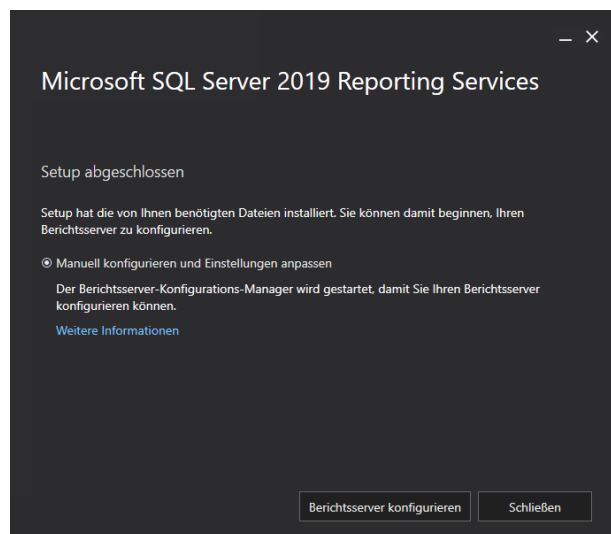 Microsoft SQL Server 2019 Reporting Services
Setup abgeschlossen
Setup hat die von Ihnen benötigten Dateien installiert. Sie können damit beginnen, Ihren
Berichtsserver zu konfigurieren.
Manuell konfigurieren und Einstellungen anpassen
Der Berichtsserver-Konfigurations-Manager wird gestartet, damit Sie Ihren Berichtsserver
konfigurieren können.
Weitere Informationen
Berichtsserver konfigurieren
Schließen